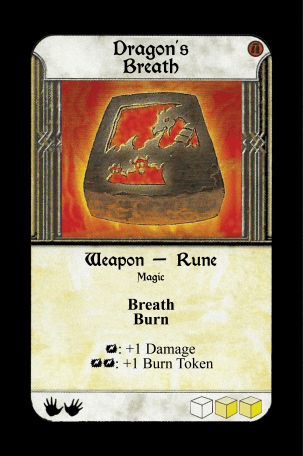 Dragon's
Breath
Weapon — Rune
Magic
Breath
Burn
: +1 Damage
: +1 Burn Token